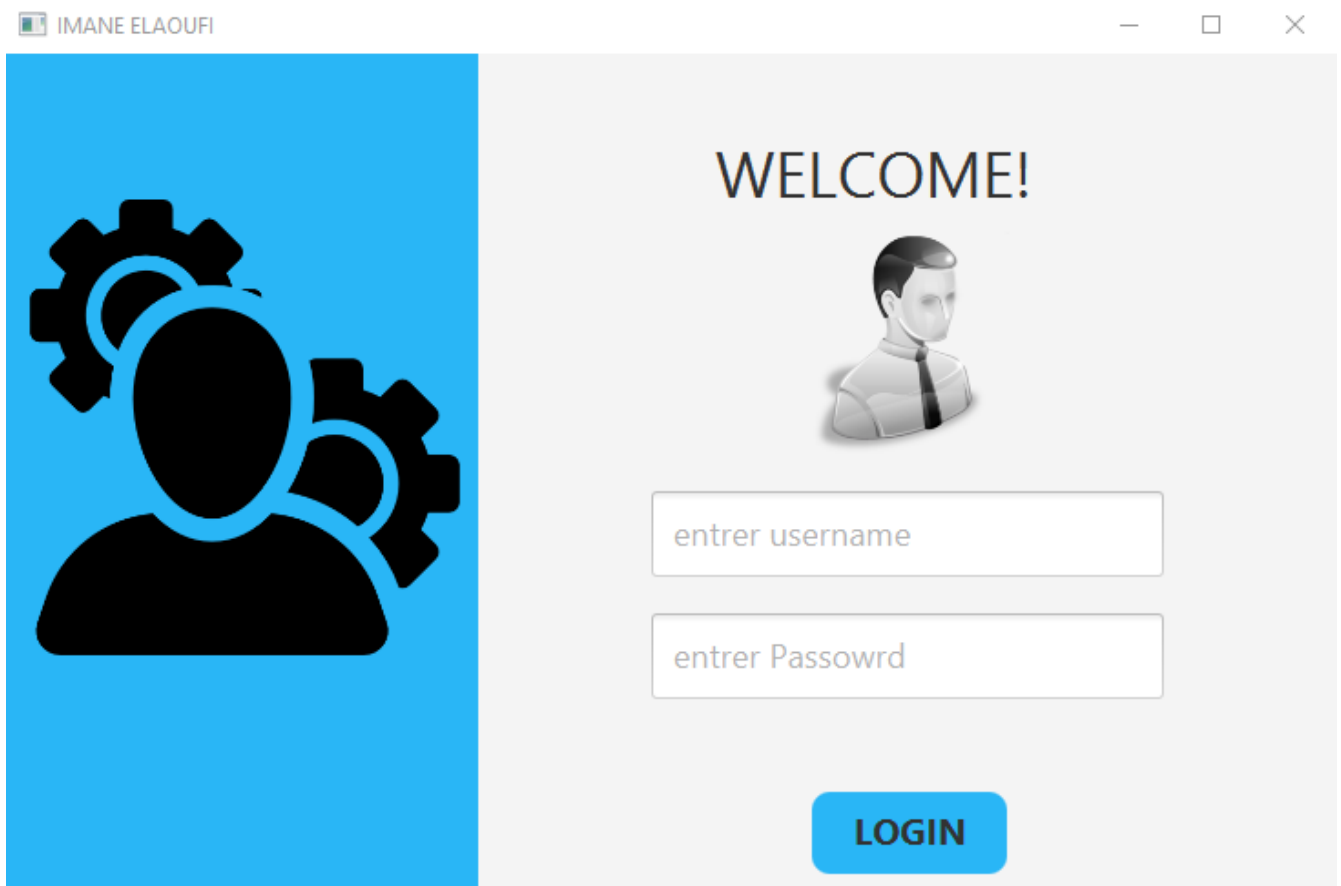 IMANE ELAOUFI
WELCOME!
entrer username
entrer Passowrd
LOGIN